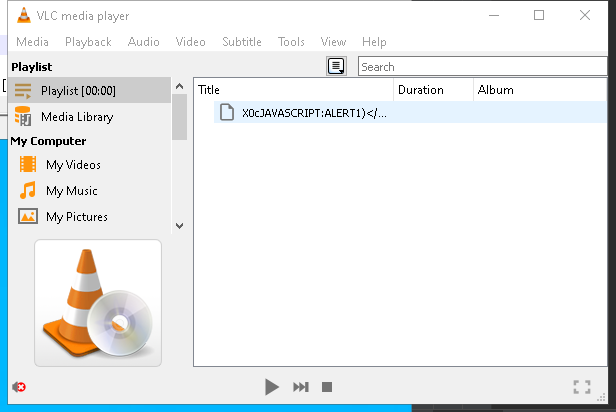 VLC media player
Media Playback Audio Video Subtitle Tools View Help
Playlist
Search
Playlist [00:00]
Media Library
My Computer
My Videos
My Music
My Pictures
Title Duration Album
X0cJAVASCRIPT:ALERT1)</...